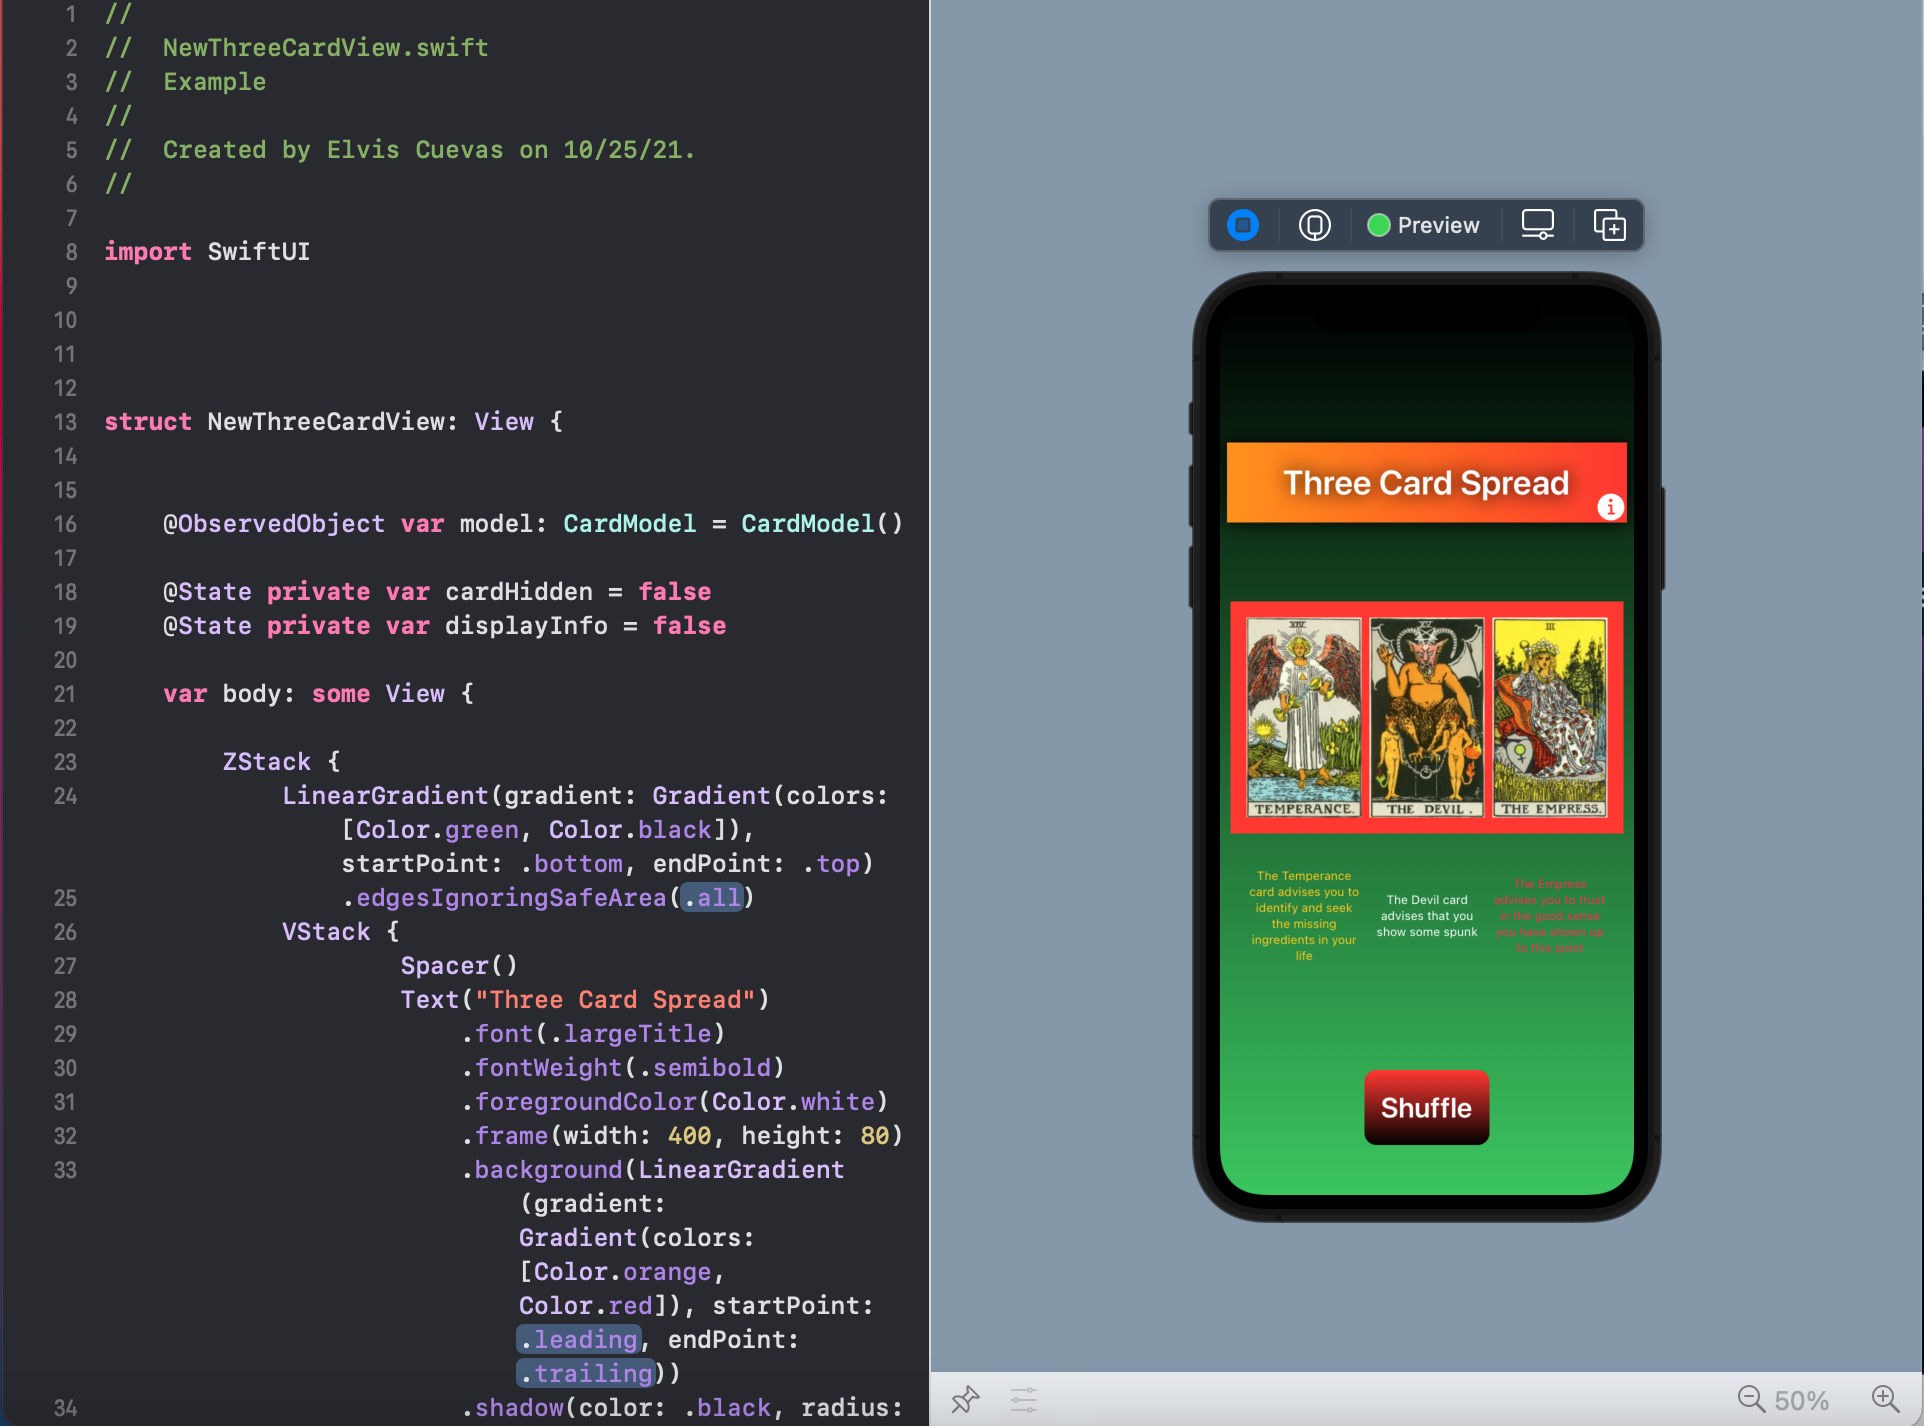 1 //
2 // NewThreeCardView.swift
3 // Example
4 //
5 // Created by Elvis Cuevas on 10/25/21.
6 //
7
8 import SwiftUI
9
10
11
12
13 struct NewThreeCardView: View {
14
15
16 @ObservedObject var model: CardModel = CardModel()
17
18 @State private var cardHidden = false
19 @State private var displayInfo = false
20
21 var body: some View {
22
23 ZStack {
24 LinearGradient(gradient: Gradient(colors:
[Color.green, Color.black]),
startPoint: .bottom, endPoint: .top)
25 .edgesIgnoringSafeArea(.all)
26 VStack {
27 Spacer()
28 Text("Three Card Spread")
29 .font(.largeTitle)
30 .fontWeight(.semibold)
31 .foregroundColor(Color.white)
32 .frame(width: 400, height: 80)
33 .background(LinearGradient
(gradient:
Gradient(colors:
[Color.orange,
Color.red]), startPoint:
.leading, endPoint:
.trailing))
34 .shadow(color: .black, radius:
Preview
Three Card Spread
i
XIV
XV
III
TEMPERANCE.
THE DEVIL.
THE EMPRESS.
The Temperance
card advises you to
identify and seek
the missing
ingredients in your
life
The Devil card
advises that you
show some spunk
The Empress
advises you to trust
in the good sense
you have shown up
to this point
Shuffle
50%